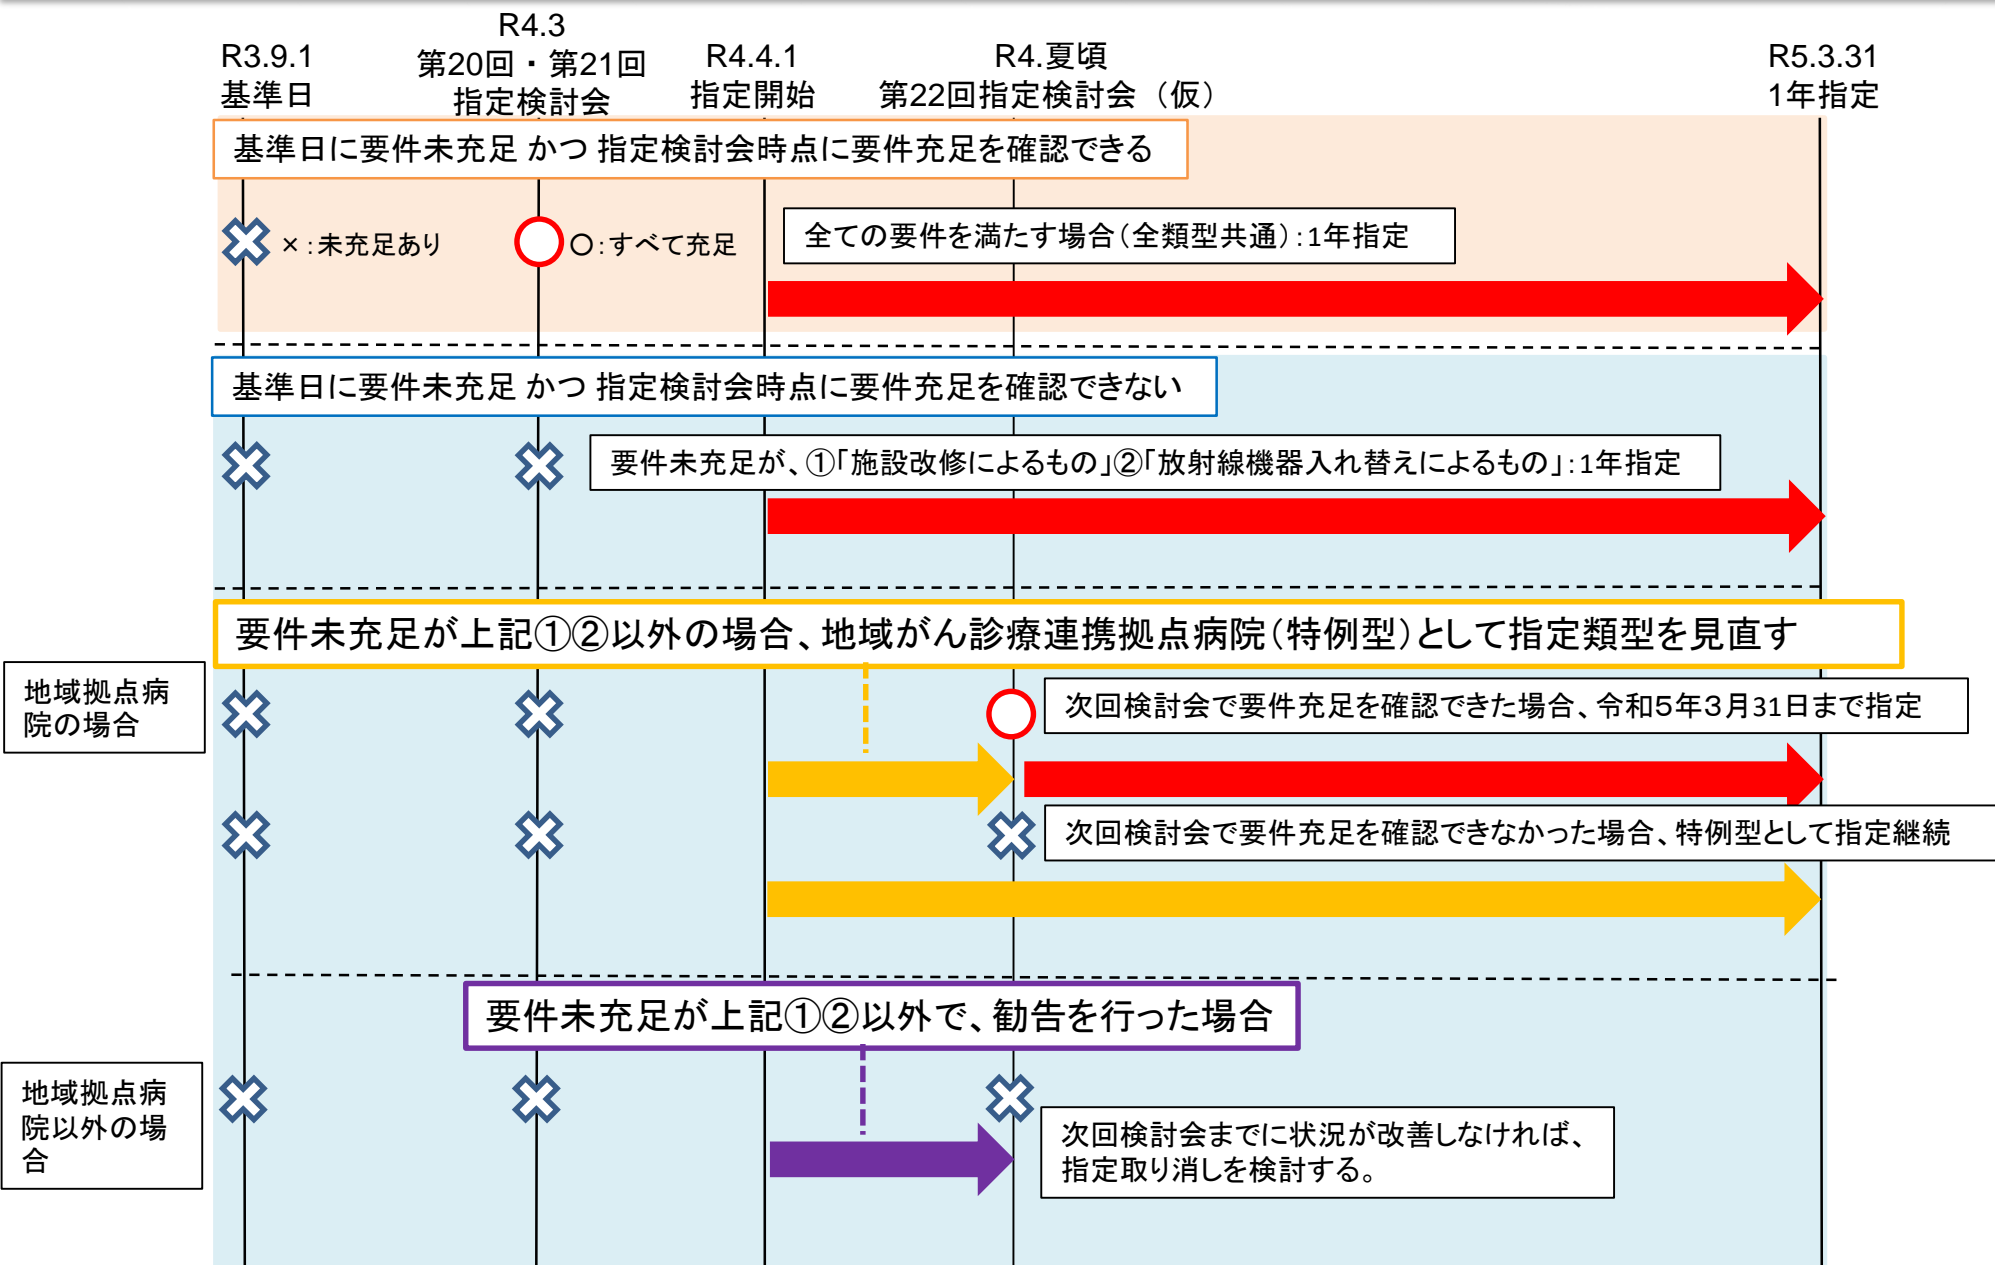 R3.9.1
基準日
R4.3
第20回・第21回
指定検討会
R4.4.1
指定開始
R4.夏頃
第22回指定検討会（仮）
R5.3.31
1年指定
基準日に要件未充足 かつ 指定検討会時点に要件充足を確認できる
×：未充足あり
○：すべて充足
全ての要件を満たす場合（全類型共通）：1年指定
基準日に要件未充足 かつ 指定検討会時点に要件充足を確認できない
要件未充足が、①「施設改修によるもの」②「放射線機器入れ替えによるもの」：1年指定
要件未充足が上記①②以外の場合、地域がん診療連携拠点病院（特例型）として指定類型を見直す
地域拠点病
院の場合
次回検討会で要件充足を確認できた場合、令和５年３月31日まで指定
次回検討会で要件充足を確認できなかった場合、特例型として指定継続
要件未充足が上記①②以外で、勧告を行った場合
地域拠点病
院以外の場
合
次回検討会までに状況が改善しなければ、
指定取り消しを検討する。